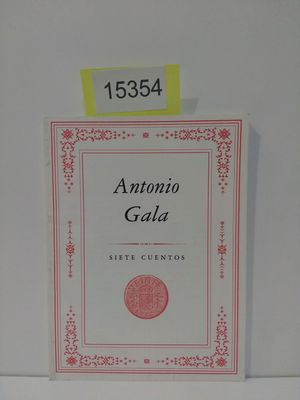 15354
Antonio
Gala
SIETE CUENTOS